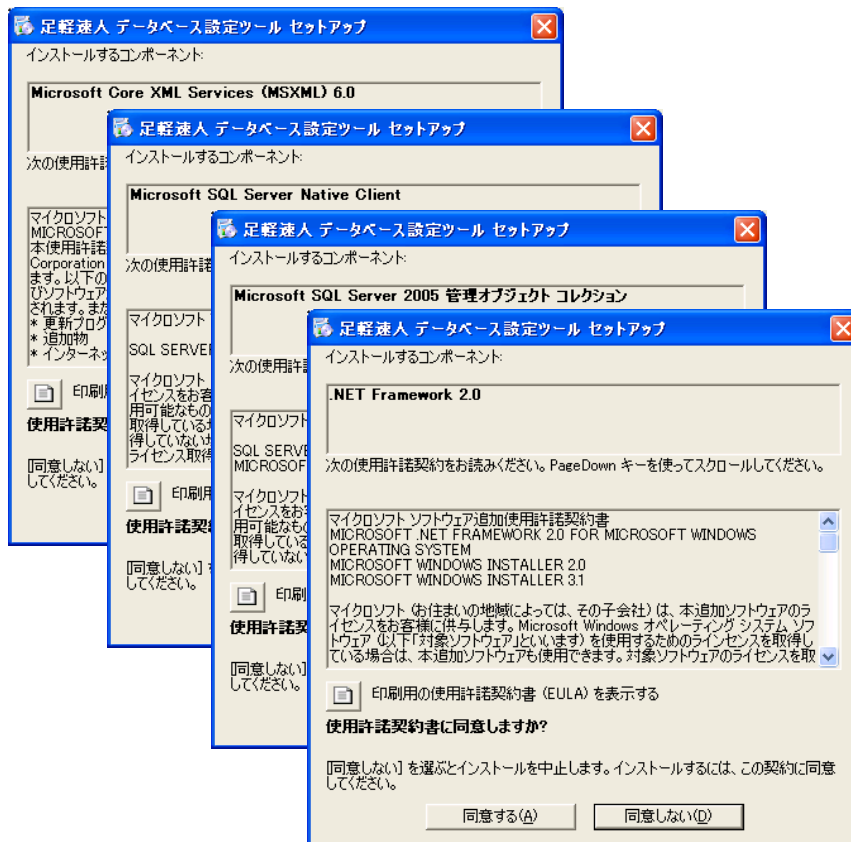 足軽速人 データベース設定ツール セットアップ
インストールするコンポーネント:
Microsoft Core XML Services (MSXML) 6.0
次の使用許
マイクロソフト
MICROSOFT
本使用許諾
Corporation
ます。以下の
びソフトウェア
されます。また
* 更新プログ
* 追加物
* インターネッ
印刷
使用許諾契
[同意しない]
してください。
足軽速人 データベース設定ツール セットアップ
インストールするコンポーネント:
Microsoft SQL Server Native Client
次の使用許諾
マイクロソフト
SQL SERVER
マイクロソフト
イセンスをお客
用可能なもの
取得している
得していない
ライセンス取得
印刷用
使用許諾契
[同意しない]
してください。
足軽速人 データベース設定ツール セットアップ
インストールするコンポーネント:
Microsoft SQL Server 2005 管理オブジェクト コレクション
次の使用許
マイクロソフト
SQL SERVE
MICROSOF
マイクロソフト
イセンスをお
用可能なもの
取得している
得していない
印刷
使用許諾契
[同意しない]
してください。
足軽速人 データベース設定ツール セットアップ
インストールするコンポーネント:
.NET Framework 2.0
次の使用許諾契約をお読みください。PageDown キーを使ってスクロールしてください。
マイクロソフト ソフトウェア追加使用許諾契約書
MICROSOFT .NET FRAMEWORK 2.0 FOR MICROSOFT WINDOWS
OPERATING SYSTEM
MICROSOFT WINDOWS INSTALLER 2.0
MICROSOFT WINDOWS INSTALLER 3.1
マイクロソフト (お住まいの地域によっては、その子会社) は、本追加ソフトウェアのラ
イセンスをお客様に供与します。Microsoft Windows オペレーティング システム ソフ
トウェア (以下「対象ソフトウェア」といいます) を使用するためのラインセンスを取得し
ている場合は、本追加ソフトウェアも使用できます。対象ソフトウェアのライセンスを取
印刷用の使用許諾契約書 (EULA) を表示する
使用許諾契約書に同意しますか?
[同意しない] を選ぶとインストールを中止します。インストールするには、この契約に同意
してください。
同意する(A)
同意しない(D)